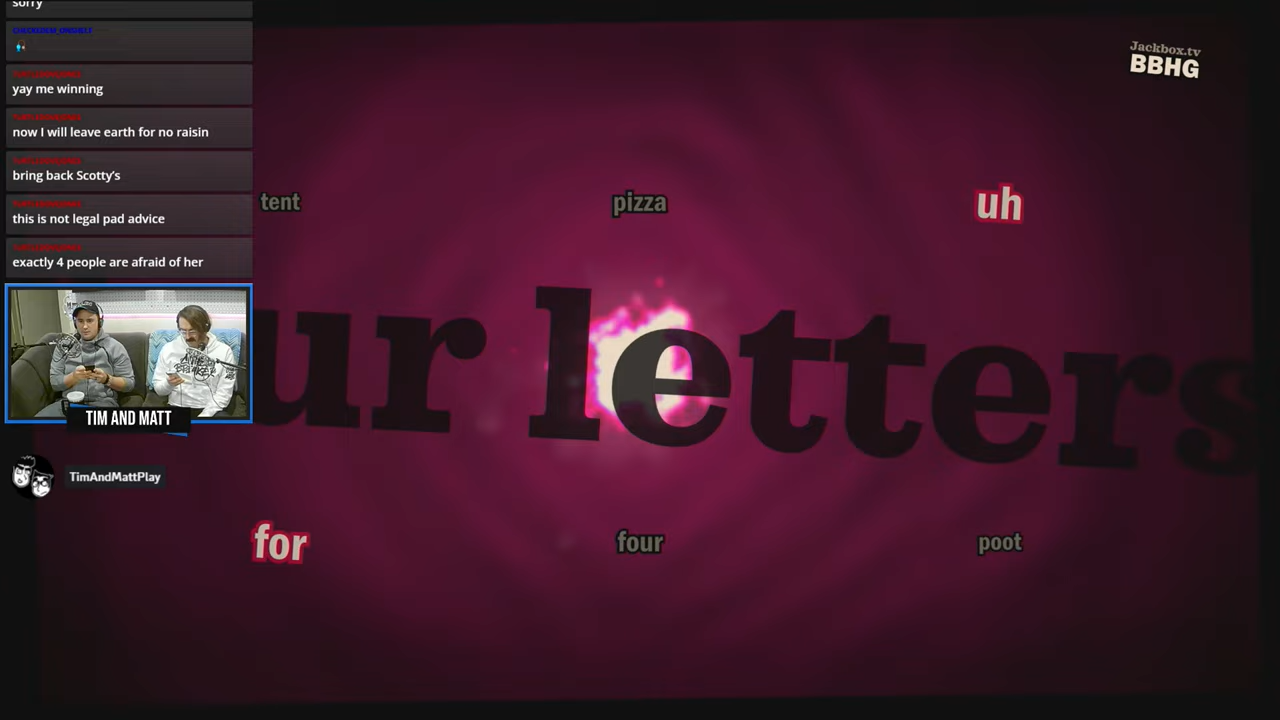 sorry
yay me winning
now I will leave earth for no raisin
bring back Scotty's
this is not legal pad advice
exactly 4 people are afraid of her
TIM AND MATT
TimAndMattPlay
Jackbox.tv
BBHG
tent
pizza
uh
ur letters
for
four
poot